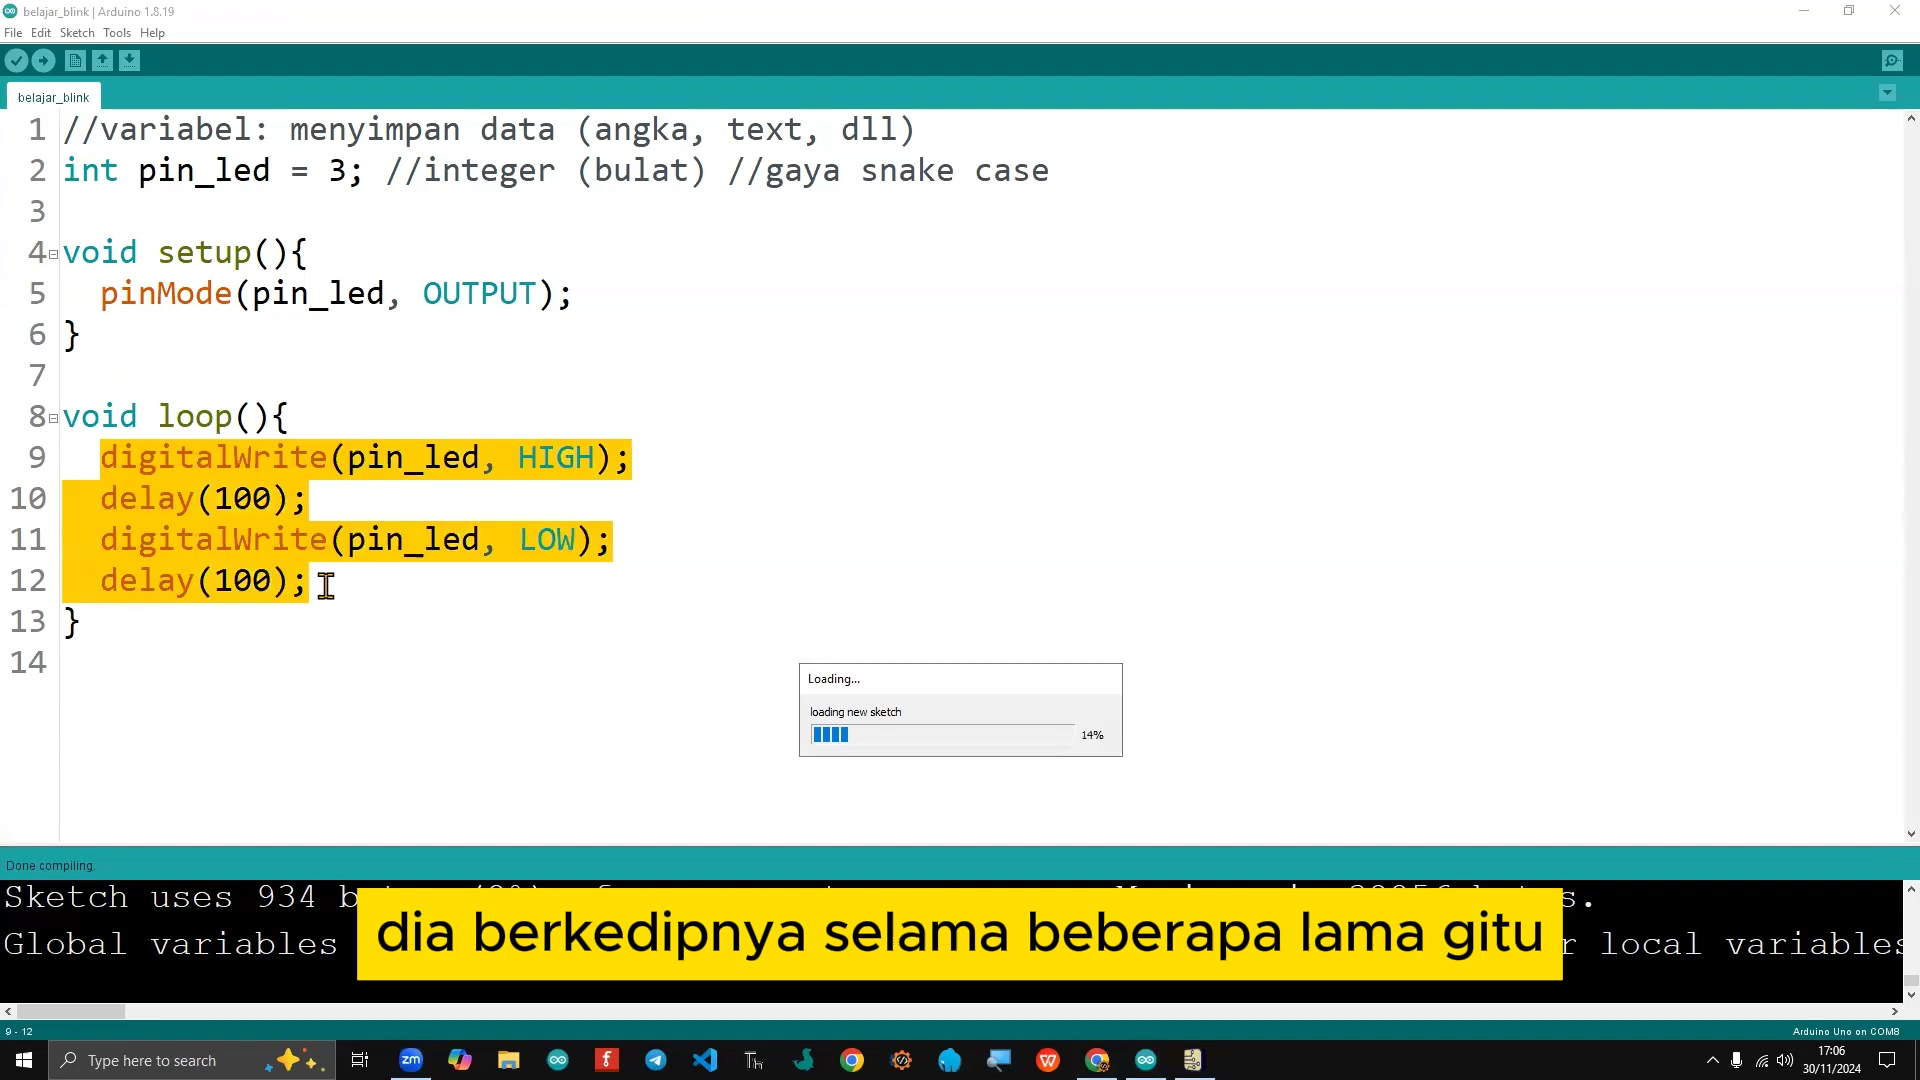 belajar_blink | Arduino 1.8.19
File Edit Sketch Tools Help
belajar_blink
1 //variabel: menyimpan data (angka, text, dll)
2 int pin_led = 3; //integer (bulat) //gaya snake case
3
4 void setup(){
5 pinMode(pin_led, OUTPUT);
6 }
7
8 void loop(){
9 digitalWrite(pin_led, HIGH);
10 delay(100);
11 digitalWrite(pin_led, LOW);
12 delay(100);
13 }
14
Loading...
loading new sketch
14%
Done compiling.
Sketch uses 934 b
Global variables
local variables
dia berkedipnya selama beberapa lama gitu
9 - 12
Arduino Uno on COM8
Type here to search
zm
17:06
30/11/2024